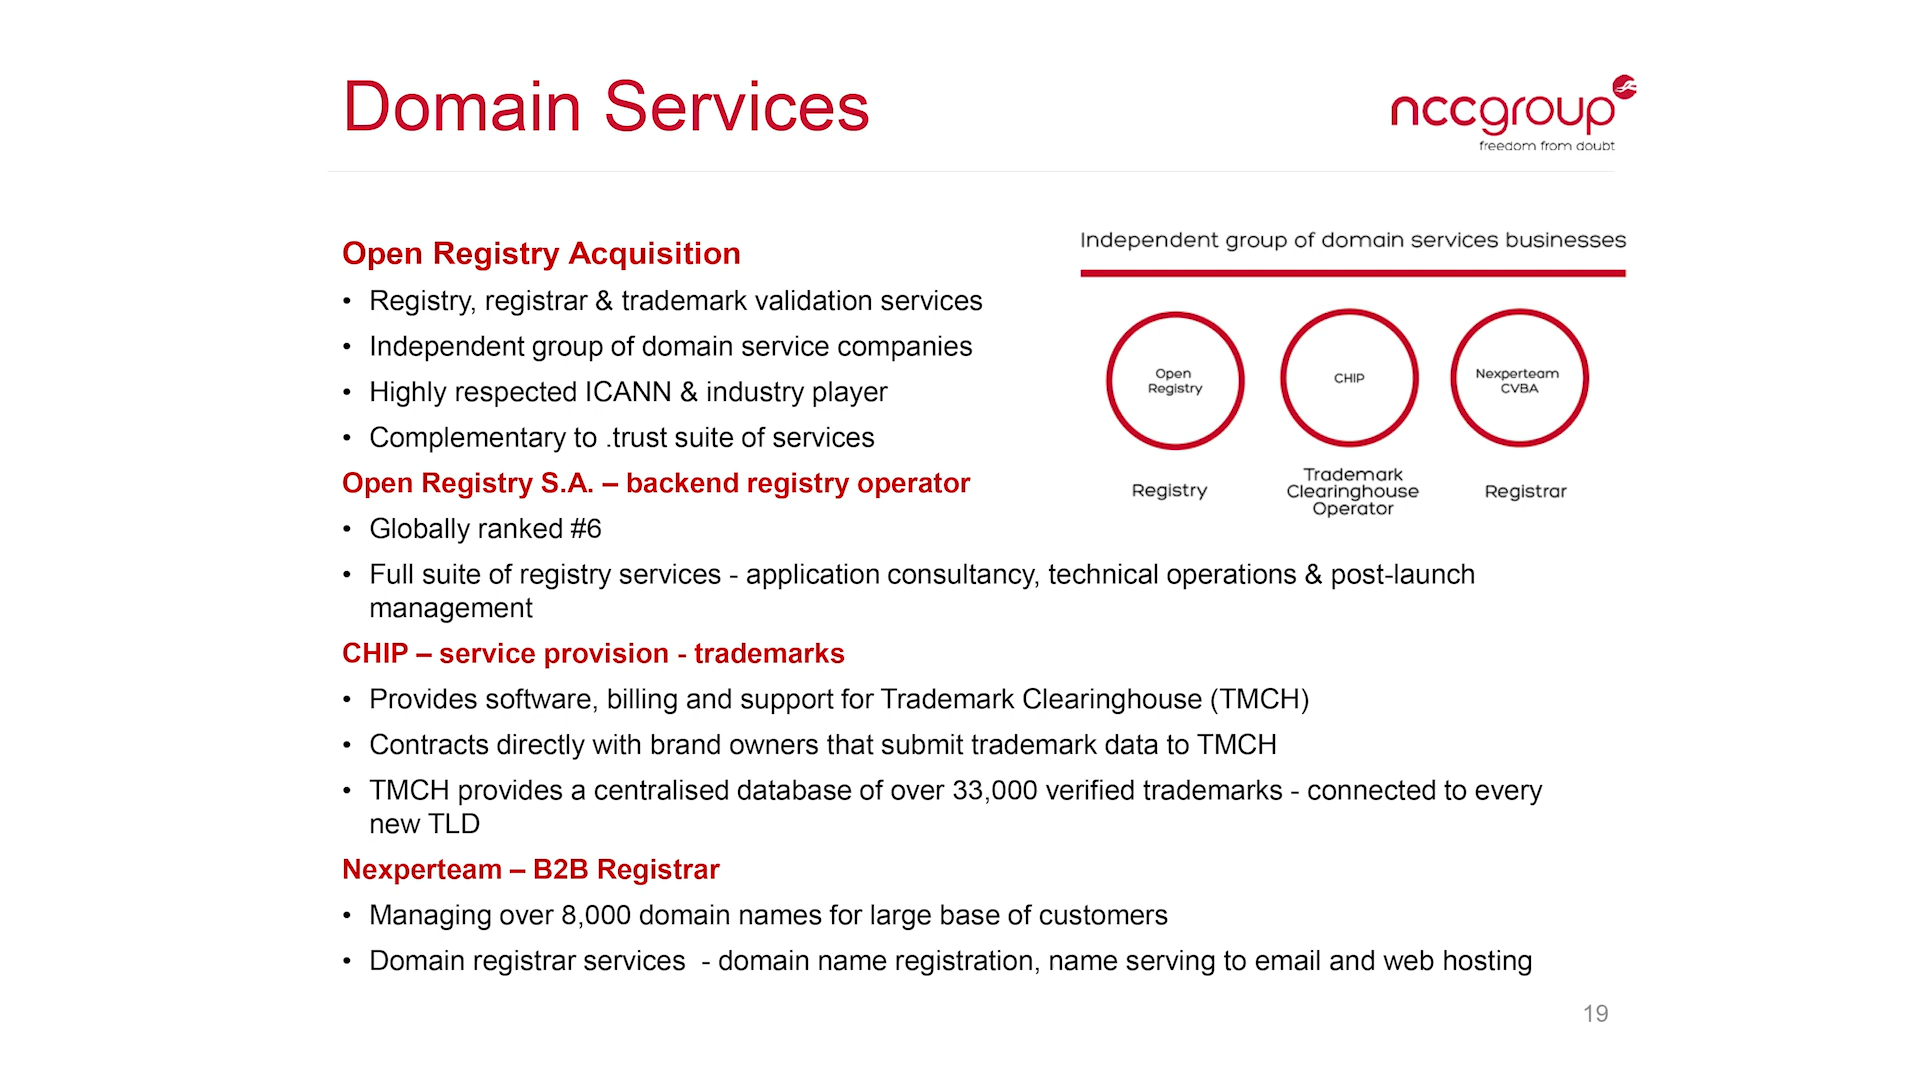 Domain Services
nccgroup
freedom from doubt
Open Registry Acquisition
• Registry, registrar & trademark validation services
• Independent group of domain service companies
• Highly respected ICANN & industry player
• Complementary to .trust suite of services
Independent group of domain services businesses
Open
Registry
CHIP
Nexperteam
CVBA
Registry
Trademark
Clearinghouse
Operator
Registrar
Open Registry S.A. – backend registry operator
• Globally ranked #6
• Full suite of registry services - application consultancy, technical operations & post-launch
management
CHIP – service provision - trademarks
• Provides software, billing and support for Trademark Clearinghouse (TMCH)
• Contracts directly with brand owners that submit trademark data to TMCH
• TMCH provides a centralised database of over 33,000 verified trademarks - connected to every
new TLD
Nexperteam – B2B Registrar
• Managing over 8,000 domain names for large base of customers
• Domain registrar services  - domain name registration, name serving to email and web hosting
19